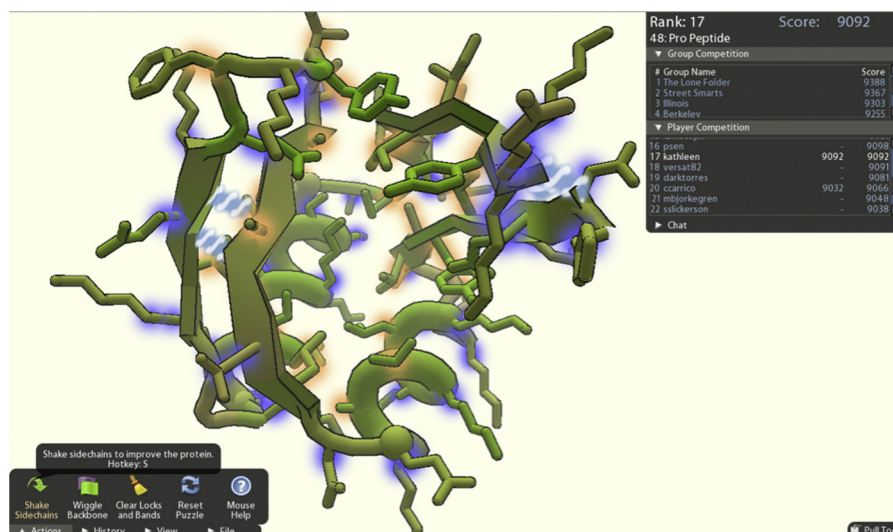 Rank: 17 Score: 9092
48: Pro Peptide
▼ Group Competition
# Group Name Score
1 The Lone Folder 9388
2 Street Smarts 9367
3 Illinois 9303
4 Berkeley 9255
▼ Player Competition
16 psen - 9098
17 kathleen 9092 9092
18 versat82 - 9091
19 darktorres - 9081
20 ccarrico 9032 9066
21 mbjorkegren - 9048
22 sslickerson - 9038
▶ Chat
Shake sidechains to improve the protein.
Hotkey: S
Shake Wiggle Clear Locks Reset Mouse
Sidechains Backbone and Bands Puzzle Help
▲ Actions ▶ History ▶ View ▶ File
Pull To